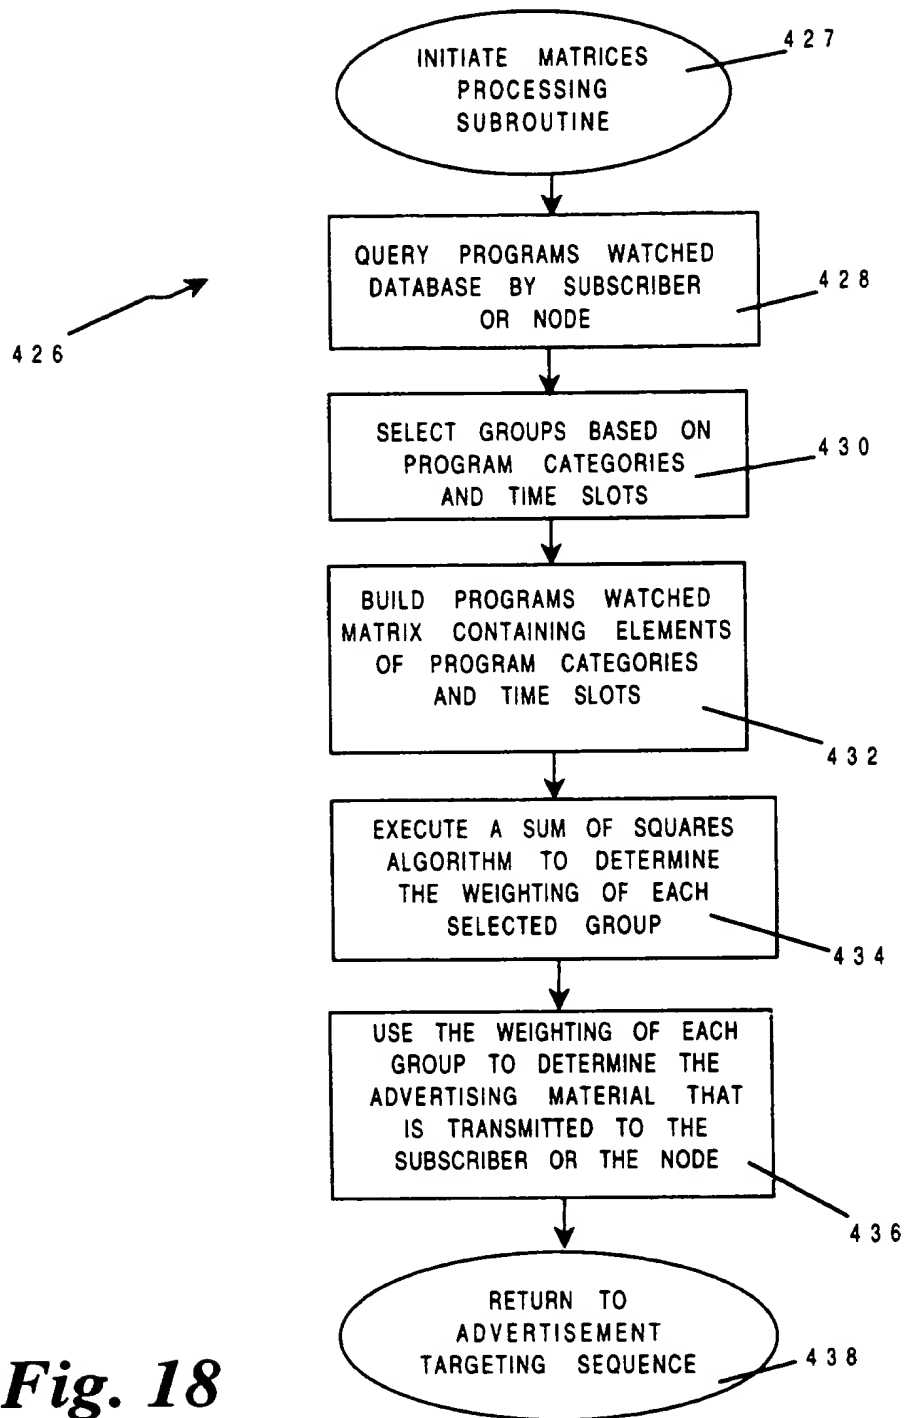 INITIATE MATRICES
PROCESSING
SUBROUTINE
427
QUERY PROGRAMS WATCHED
DATABASE BY SUBSCRIBER
OR NODE
428
426
SELECT GROUPS BASED ON
PROGRAM CATEGORIES
AND TIME SLOTS
430
BUILD PROGRAMS WATCHED
MATRIX CONTAINING ELEMENTS
OF PROGRAM CATEGORIES
AND TIME SLOTS
432
EXECUTE A SUM OF SQUARES
ALGORITHM TO DETERMINE
THE WEIGHTING OF EACH
SELECTED GROUP
434
USE THE WEIGHTING OF EACH
GROUP TO DETERMINE THE
ADVERTISING MATERIAL THAT
IS TRANSMITTED TO THE
SUBSCRIBER OR THE NODE
436
RETURN TO
ADVERTISEMENT
TARGETING SEQUENCE
438
Fig. 18